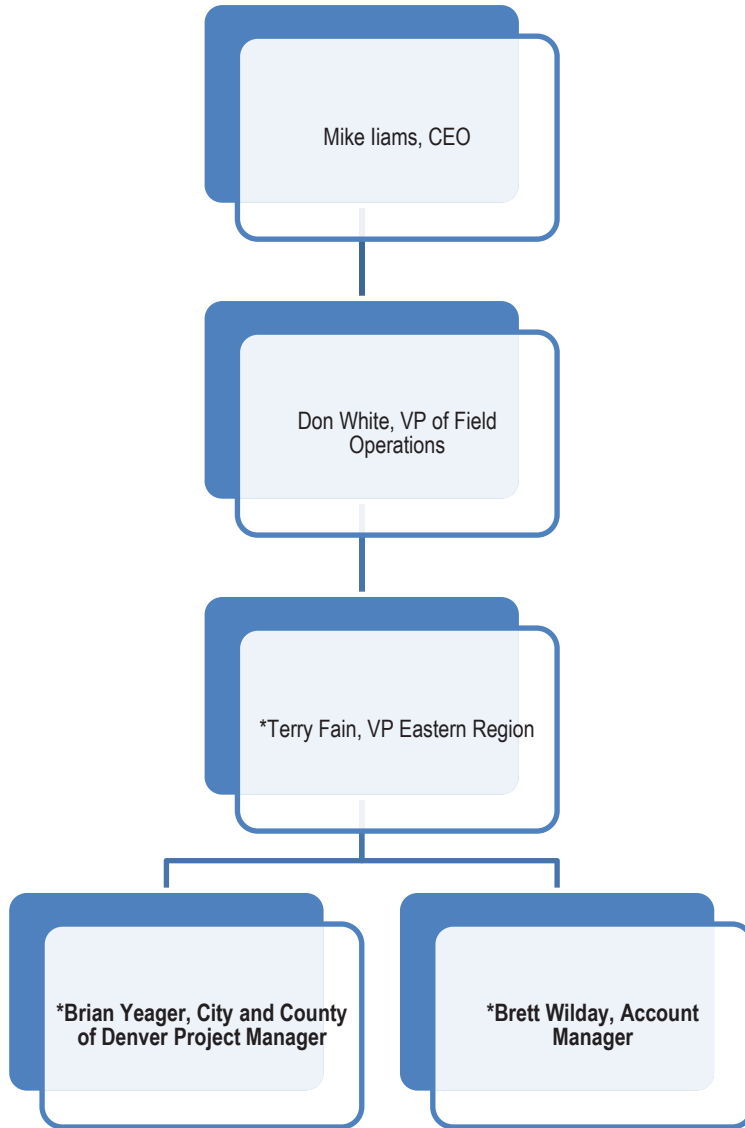 Mike Iiams, CEO
Don White, VP of Field
Operations
*Terry Fain, VP Eastern Region
*Brian Yeager, City and County
of Denver Project Manager
*Brett Wilday, Account
Manager